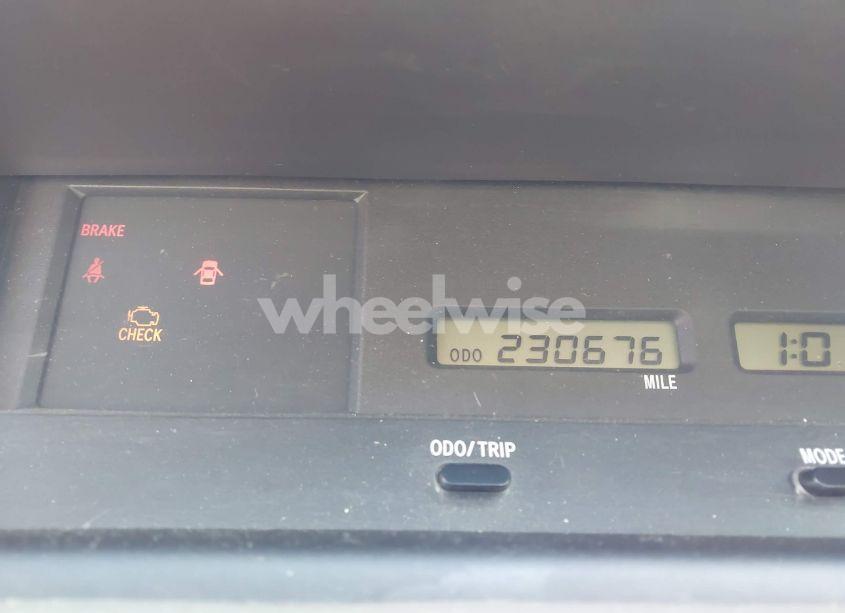 BRAKE
wheelwise
CHECK
ODO 230676
1:0
MILE
ODO/TRIP
MODE